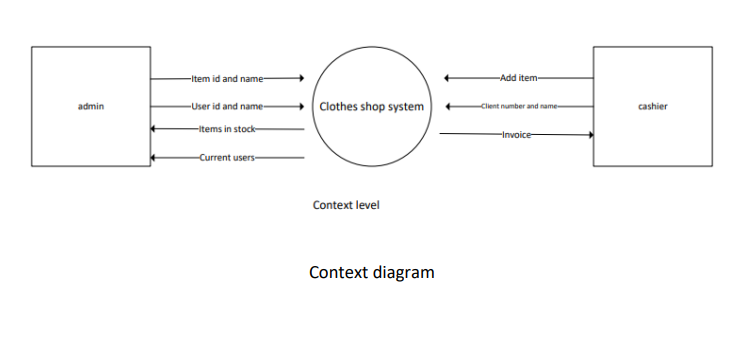 Item id and name
Add item
admin
User id and name
Clothes shop system
Client number and name
cashier
Items in stock
Invoice
Current users
Context level
Context diagram